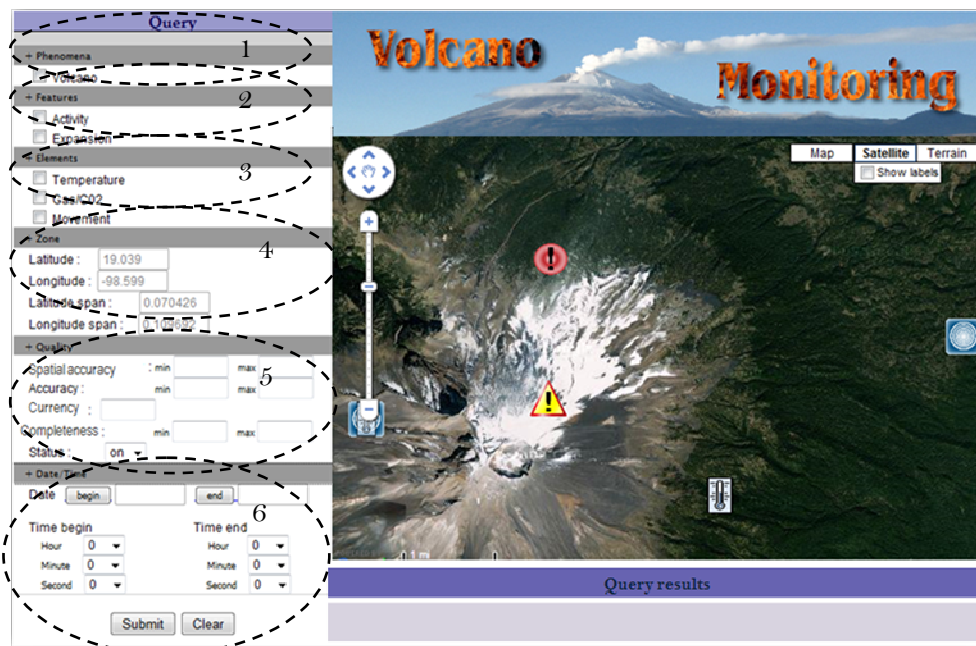 Query
1
+ Phenomena
Volcano
2
+ Features
Activity
Expansion
+ Elements
3
Temperature
Gas/CO2
Movement
+ Zone
4
Latitude : 19.039
Longitude : -98.599
Latitude span : 0.070426
Longitude span : 0.109692
+ Quality
Spatial accuracy : min max
5
Accuracy : min max
Currency :
Completeness : min max
Status : on
+ Date/Time
Date begin end
6
Time begin Time end
Hour 0 Hour 0
Minute 0 Minute 0
Second 0 Second 0
Submit Clear
Volcano
Monitoring
Map Satellite Terrain
Show labels
!
!
1 mi
Query results